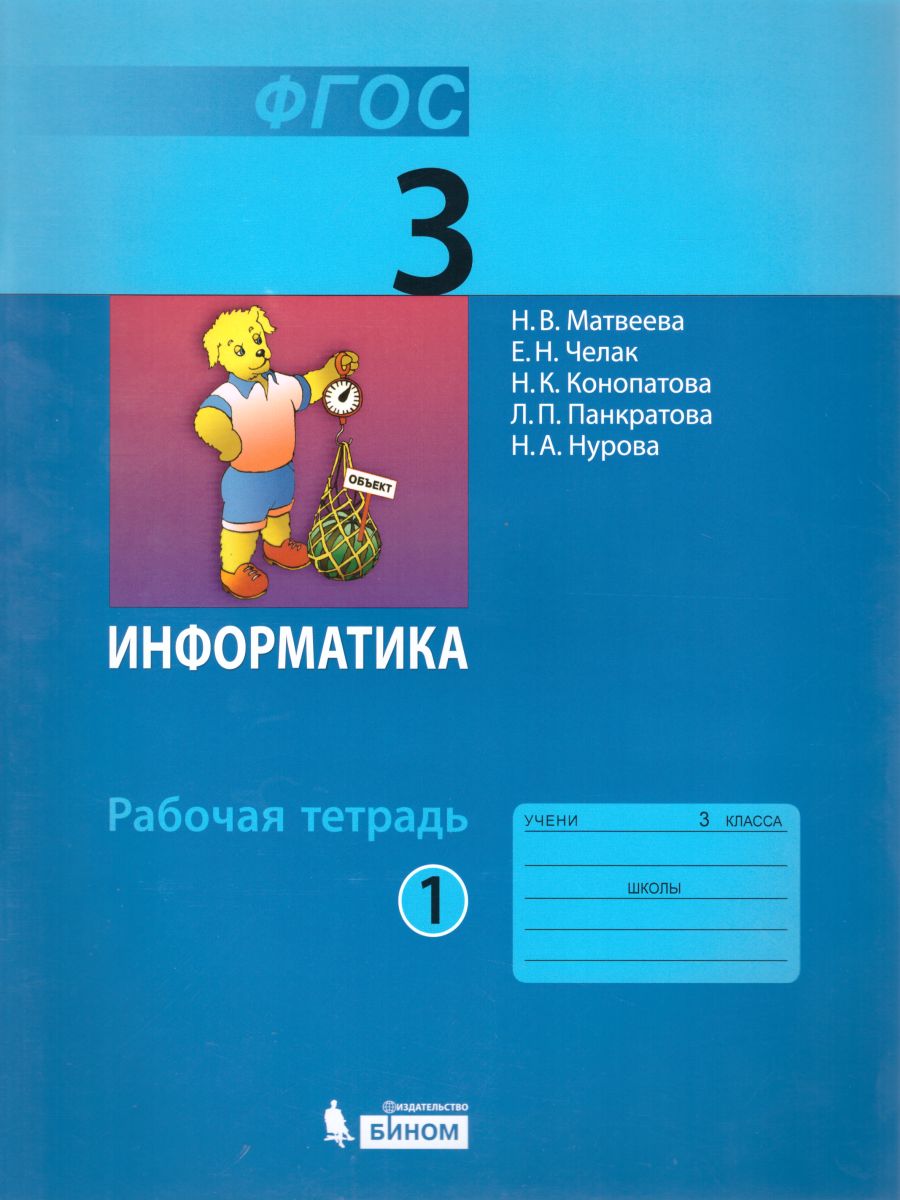 ФГОС
3
Н. В. Матвеева
Е. Н. Челак
Н. К. Конопатова
Л. П. Панкратова
Н. А. Нурова
ОБЪЕКТ
ИНФОРМАТИКА
Рабочая тетрадь
1
УЧЕНИ 3 КЛАССА
ШКОЛЫ
ИЗДАТЕЛЬСТВО
БИНОМ